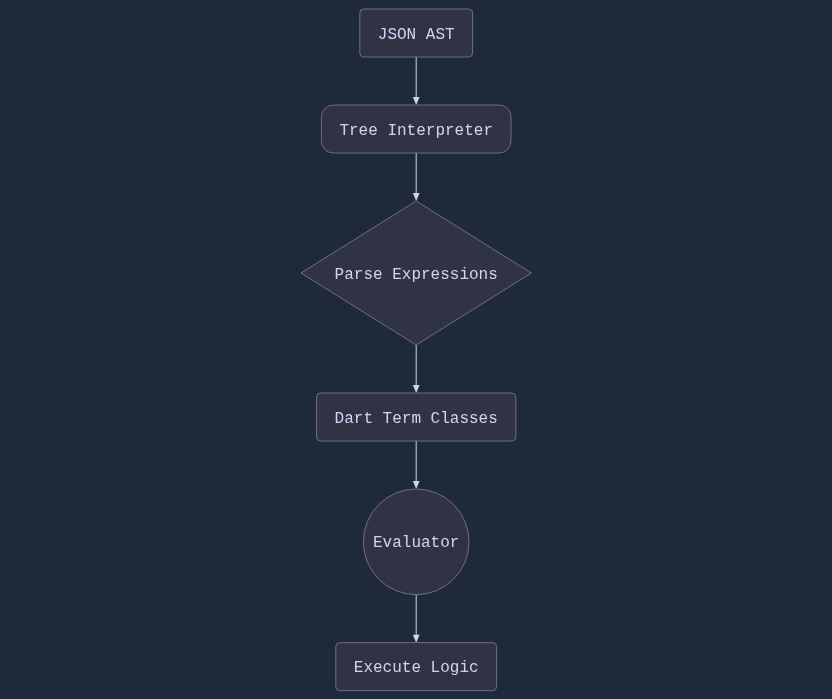 JSON AST
Tree Interpreter
Parse Expressions
Dart Term Classes
Evaluator
Execute Logic